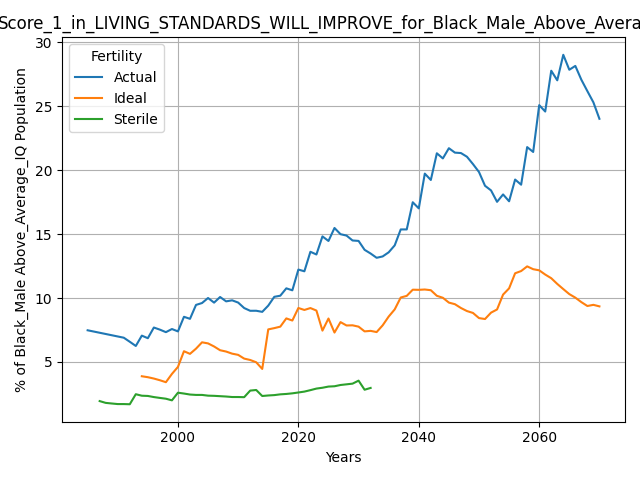 Score_1_in_LIVING_STANDARDS_WILL_IMPROVE_for_Black_Male_Above_Avera
% of Black_Male Above_Average_IQ Population
30
25
20
15
10
5
Fertility
Actual
Ideal
Sterile
2000
2020
2040
2060
Years